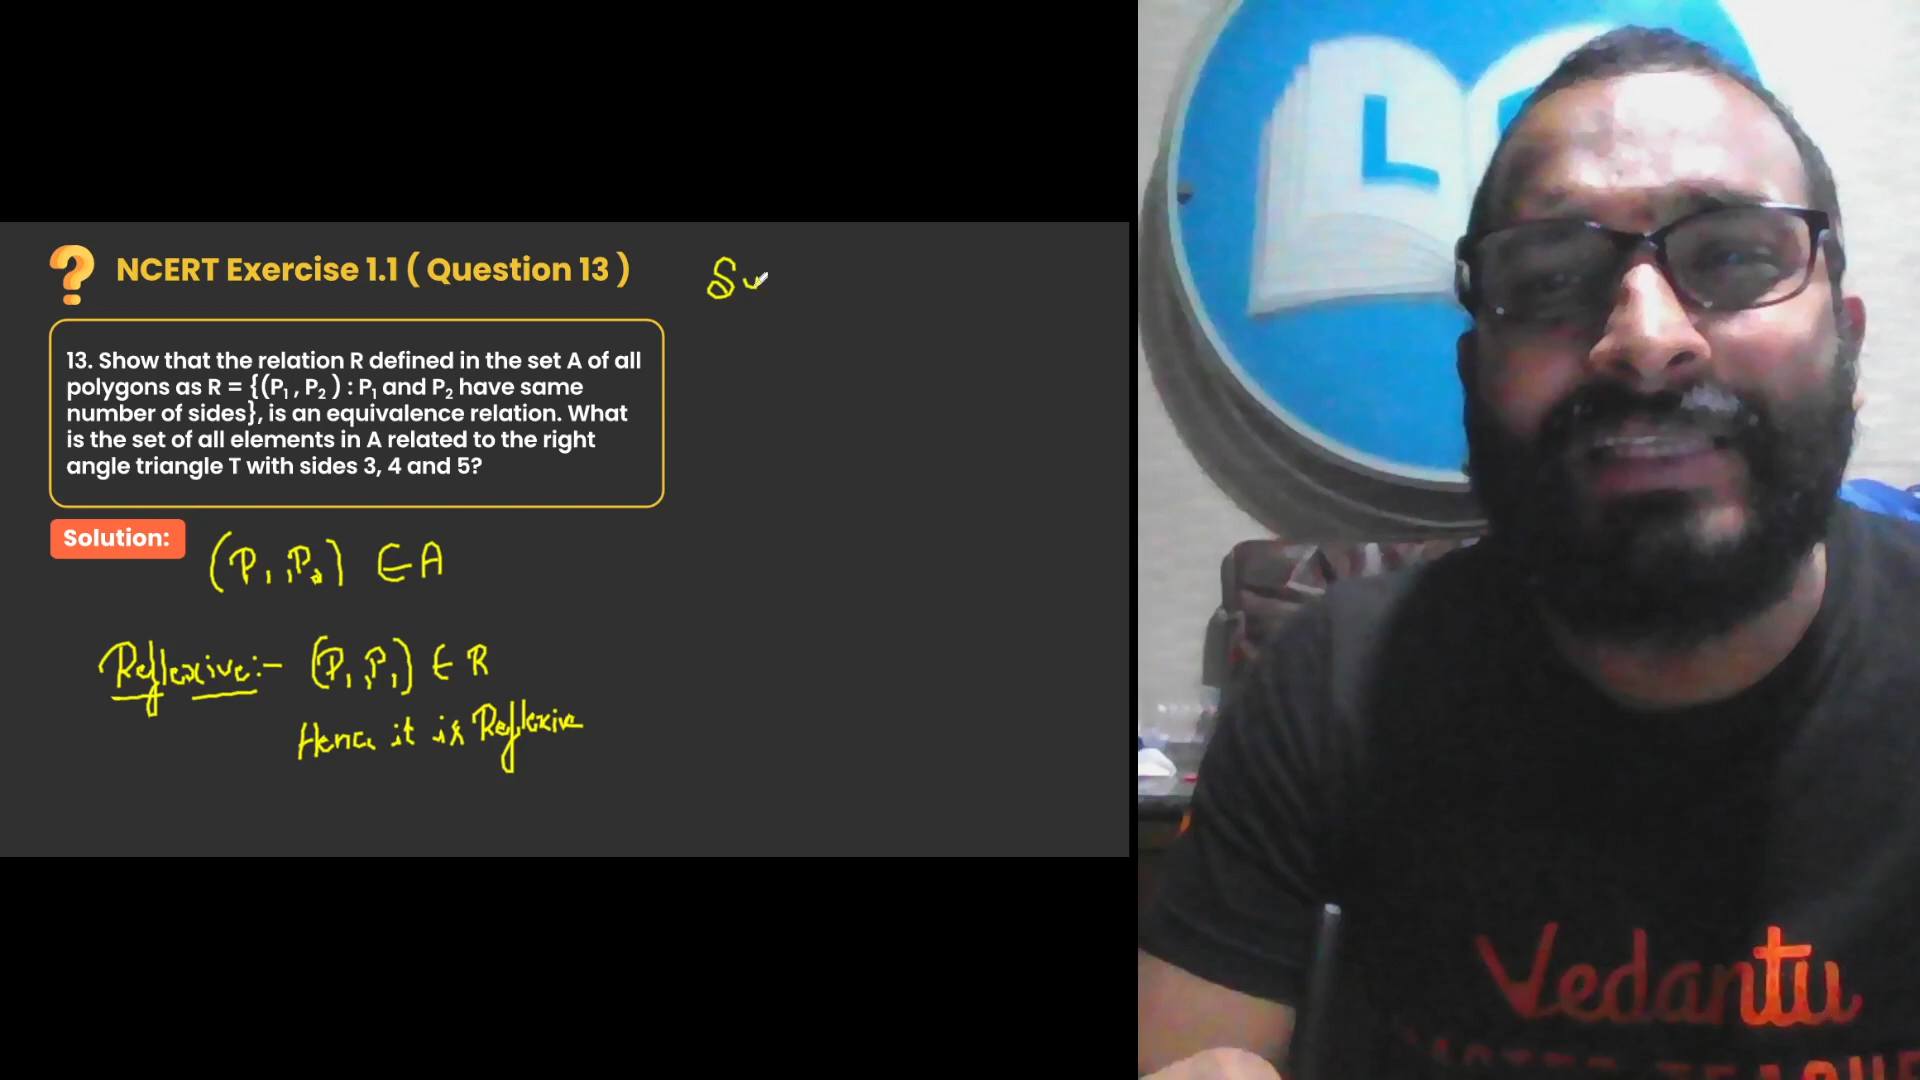 NCERT Exercise 1.1 ( Question 13 )
13. Show that the relation R defined in the set A of all
polygons as R = {(P₁ , P₂ ) : P₁ and P₂ have same
number of sides}, is an equivalence relation. What
is the set of all elements in A related to the right
angle triangle T with sides 3, 4 and 5?
Solution:
(P₁,P₂) ∈ A
Reflexive:- (P₁,P₁) ∈ R
Hence it is Reflexive
S
L
Vedantu